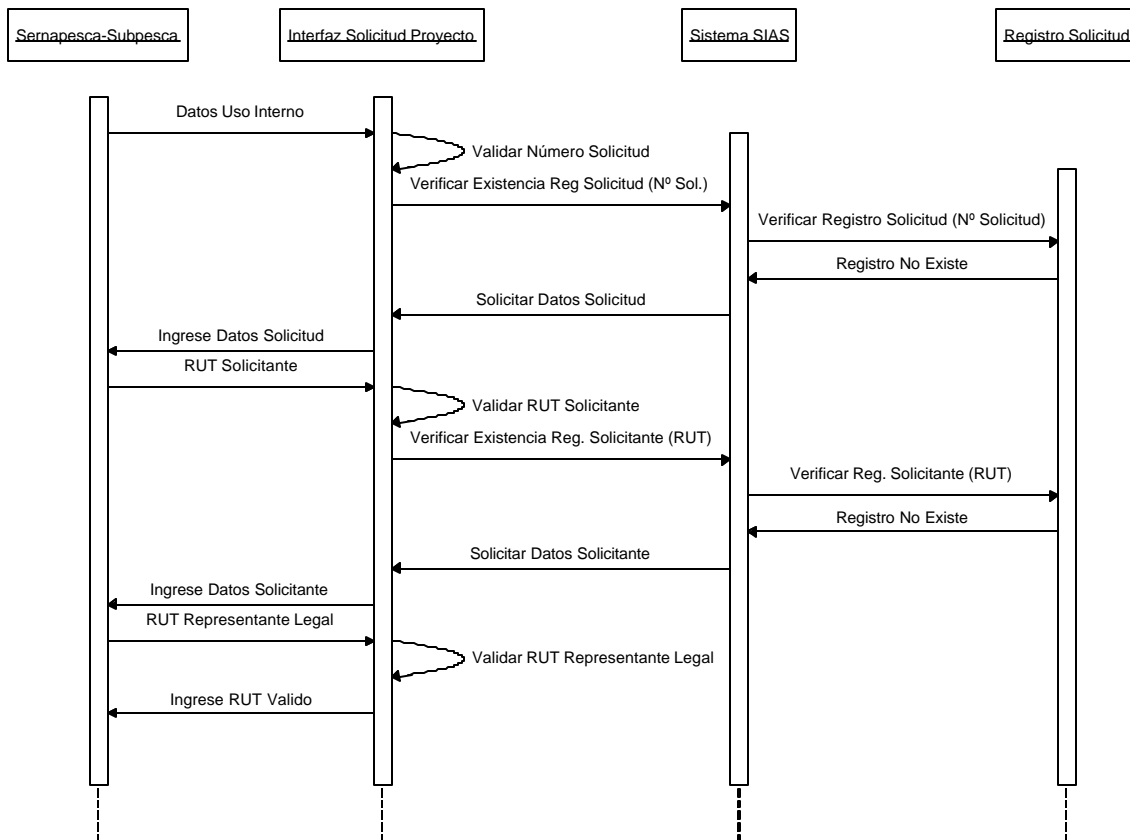 Sernapesca-Subpesca
Interfaz Solicitud Proyecto
Sistema SIAS
Registro Solicitud
Datos Uso Interno
Validar Número Solicitud
Verificar Existencia Reg Solicitud (Nº Sol.)
Verificar Registro Solicitud (Nº Solicitud)
Registro No Existe
Solicitar Datos Solicitud
Ingrese Datos Solicitud
RUT Solicitante
Validar RUT Solicitante
Verificar Existencia Reg. Solicitante (RUT)
Verificar Reg. Solicitante (RUT)
Registro No Existe
Solicitar Datos Solicitante
Ingrese Datos Solicitante
RUT Representante Legal
Validar RUT Representante Legal
Ingrese RUT Valido